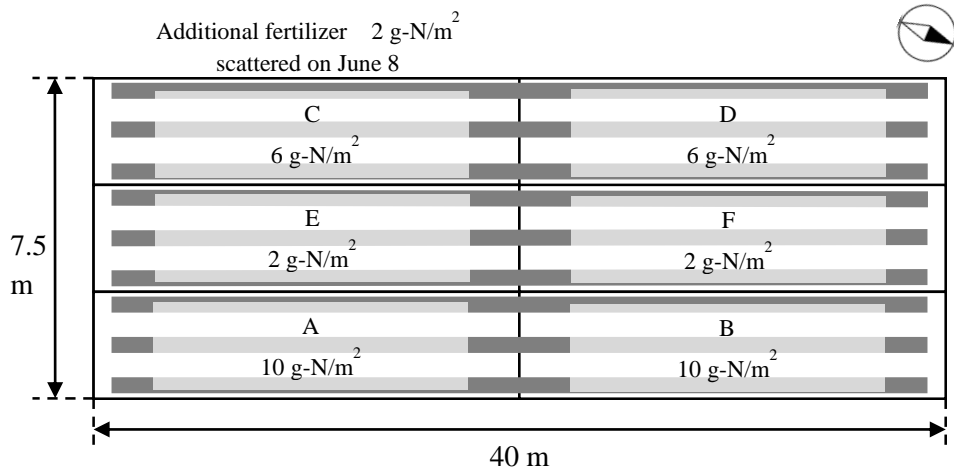 Additional fertilizer 2 g-N/m²
scattered on June 8
C
6 g-N/m²
D
6 g-N/m²
E
2 g-N/m²
F
2 g-N/m²
A
10 g-N/m²
B
10 g-N/m²
7.5
m
40 m